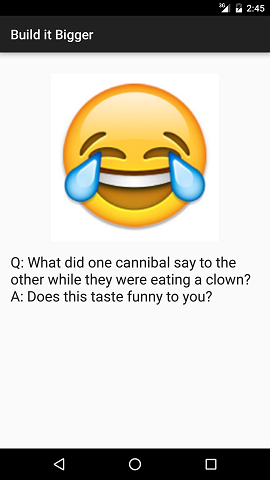 3G 2:45
Build it Bigger
Q: What did one cannibal say to the
other while they were eating a clown?
A: Does this taste funny to you?